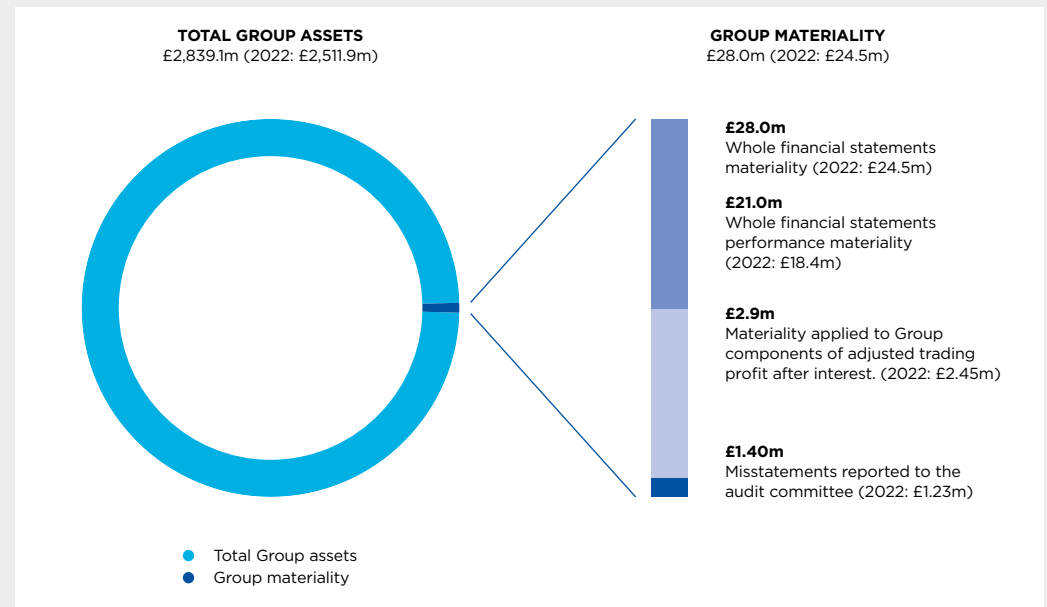 TOTAL GROUP ASSETS
£2,839.1m (2022: £2,511.9m)
GROUP MATERIALITY
£28.0m (2022: £24.5m)
£28.0m
Whole financial statements
materiality (2022: £24.5m)
£21.0m
Whole financial statements
performance materiality
(2022: £18.4m)
£2.9m
Materiality applied to Group
components of adjusted trading
profit after interest. (2022: £2.45m)
£1.40m
Misstatements reported to the
audit committee (2022: £1.23m)
Total Group assets
Group materiality